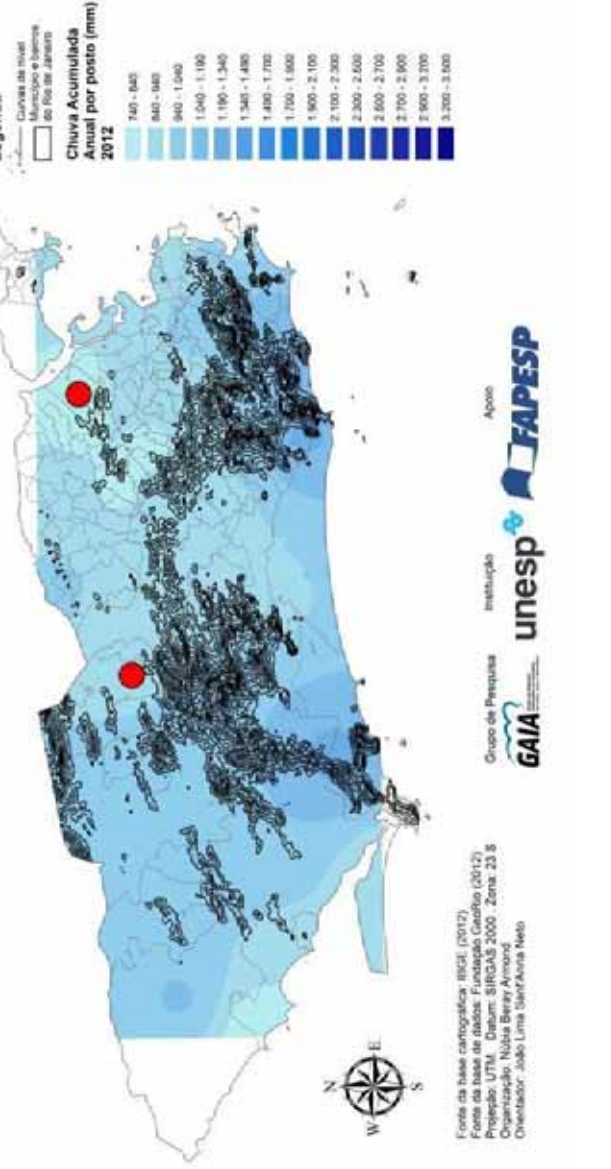 Curvas de nível
Município e bairros
do Rio de Janeiro
Chuva Acumulada
Anual por posto (mm)
2012
740 - 840
840 - 940
940 - 1.040
1.040 - 1.190
1.190 - 1.340
1.340 - 1.490
1.490 - 1.700
1.700 - 1.900
1.900 - 2.100
2.100 - 2.300
2.300 - 2.500
2.500 - 2.700
2.700 - 2.900
2.900 - 3.200
3.200 - 3.500
N
W
E
S
Fonte da base cartográfica: IBGE (2012)
Fonte da base de dados: Fundação GeoRio (2012)
Projeção: UTM. Datum: SIRGAS 2000 . Zona: 23 S
Organização: Núbia Beray Armond
Orientador: João Lima Sant'Anna Neto
Grupo de Pesquisa
GAIA
Instituição
unesp
Apoio
FAPESP